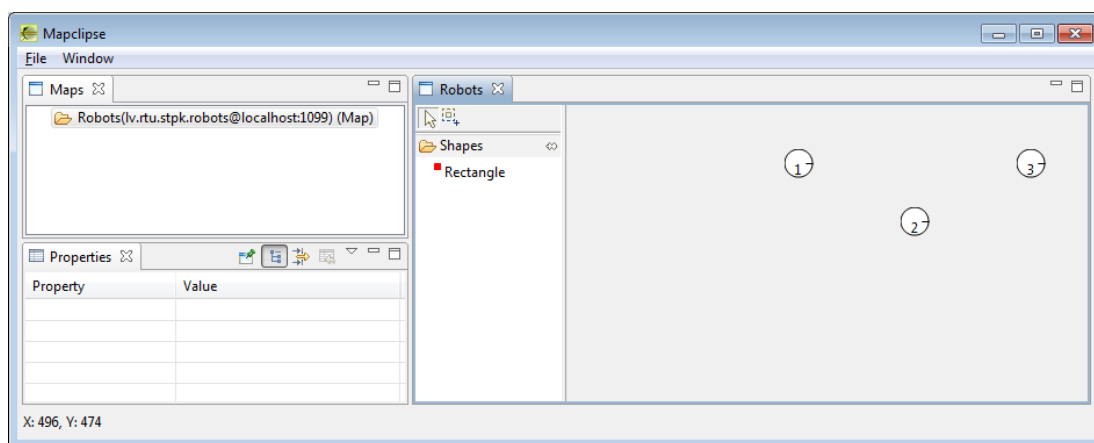 Mapclipse
File Window
Maps
Robots(lv.rtu.stpk.robots@localhost:1099) (Map)
Properties
Property Value
Robots
Shapes
Rectangle
1
3
2
X: 496, Y: 474